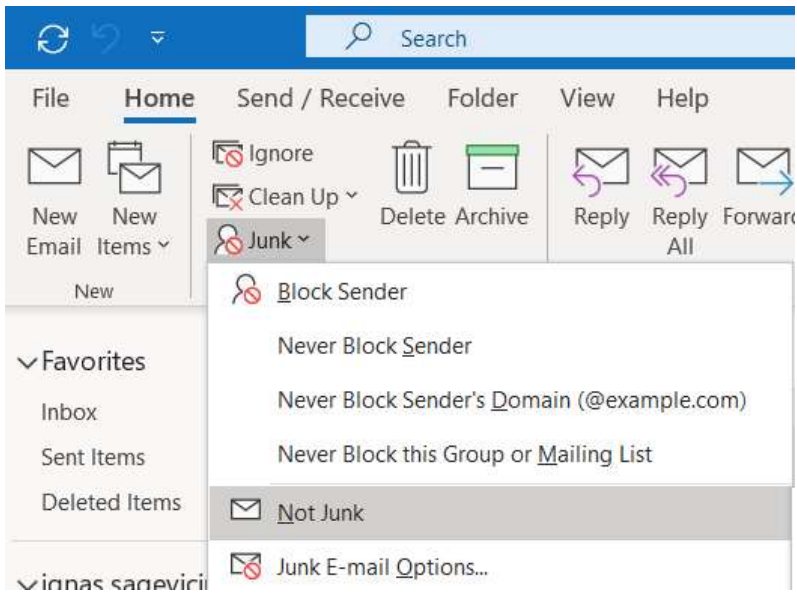 Search
File Home Send / Receive Folder View Help
Ignore
Clean Up
Junk
New Email
New Items
Delete Archive
Reply
Reply All
New
Block Sender
Never Block Sender
Never Block Sender's Domain (@example.com)
Never Block this Group or Mailing List
Not Junk
Junk E-mail Options...
Favorites
Inbox
Sent Items
Deleted Items
ignas